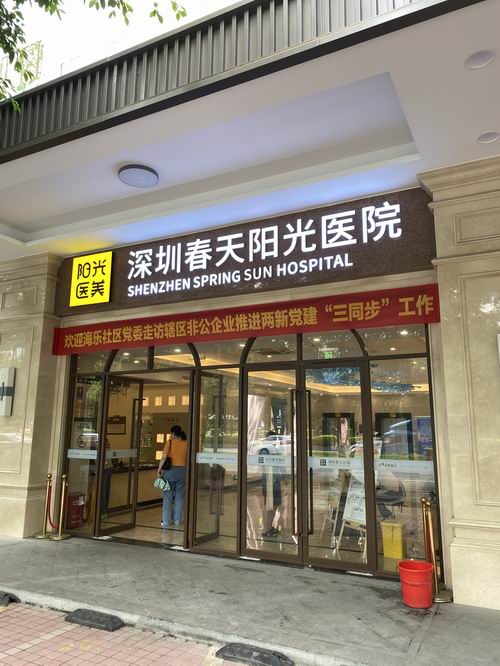 阳光
医美
深圳春天阳光医院
SHENZHEN SPRING SUN HOSPITAL
欢迎海乐社区党委走访辖区非公企业推进两新党建“三同步”工作